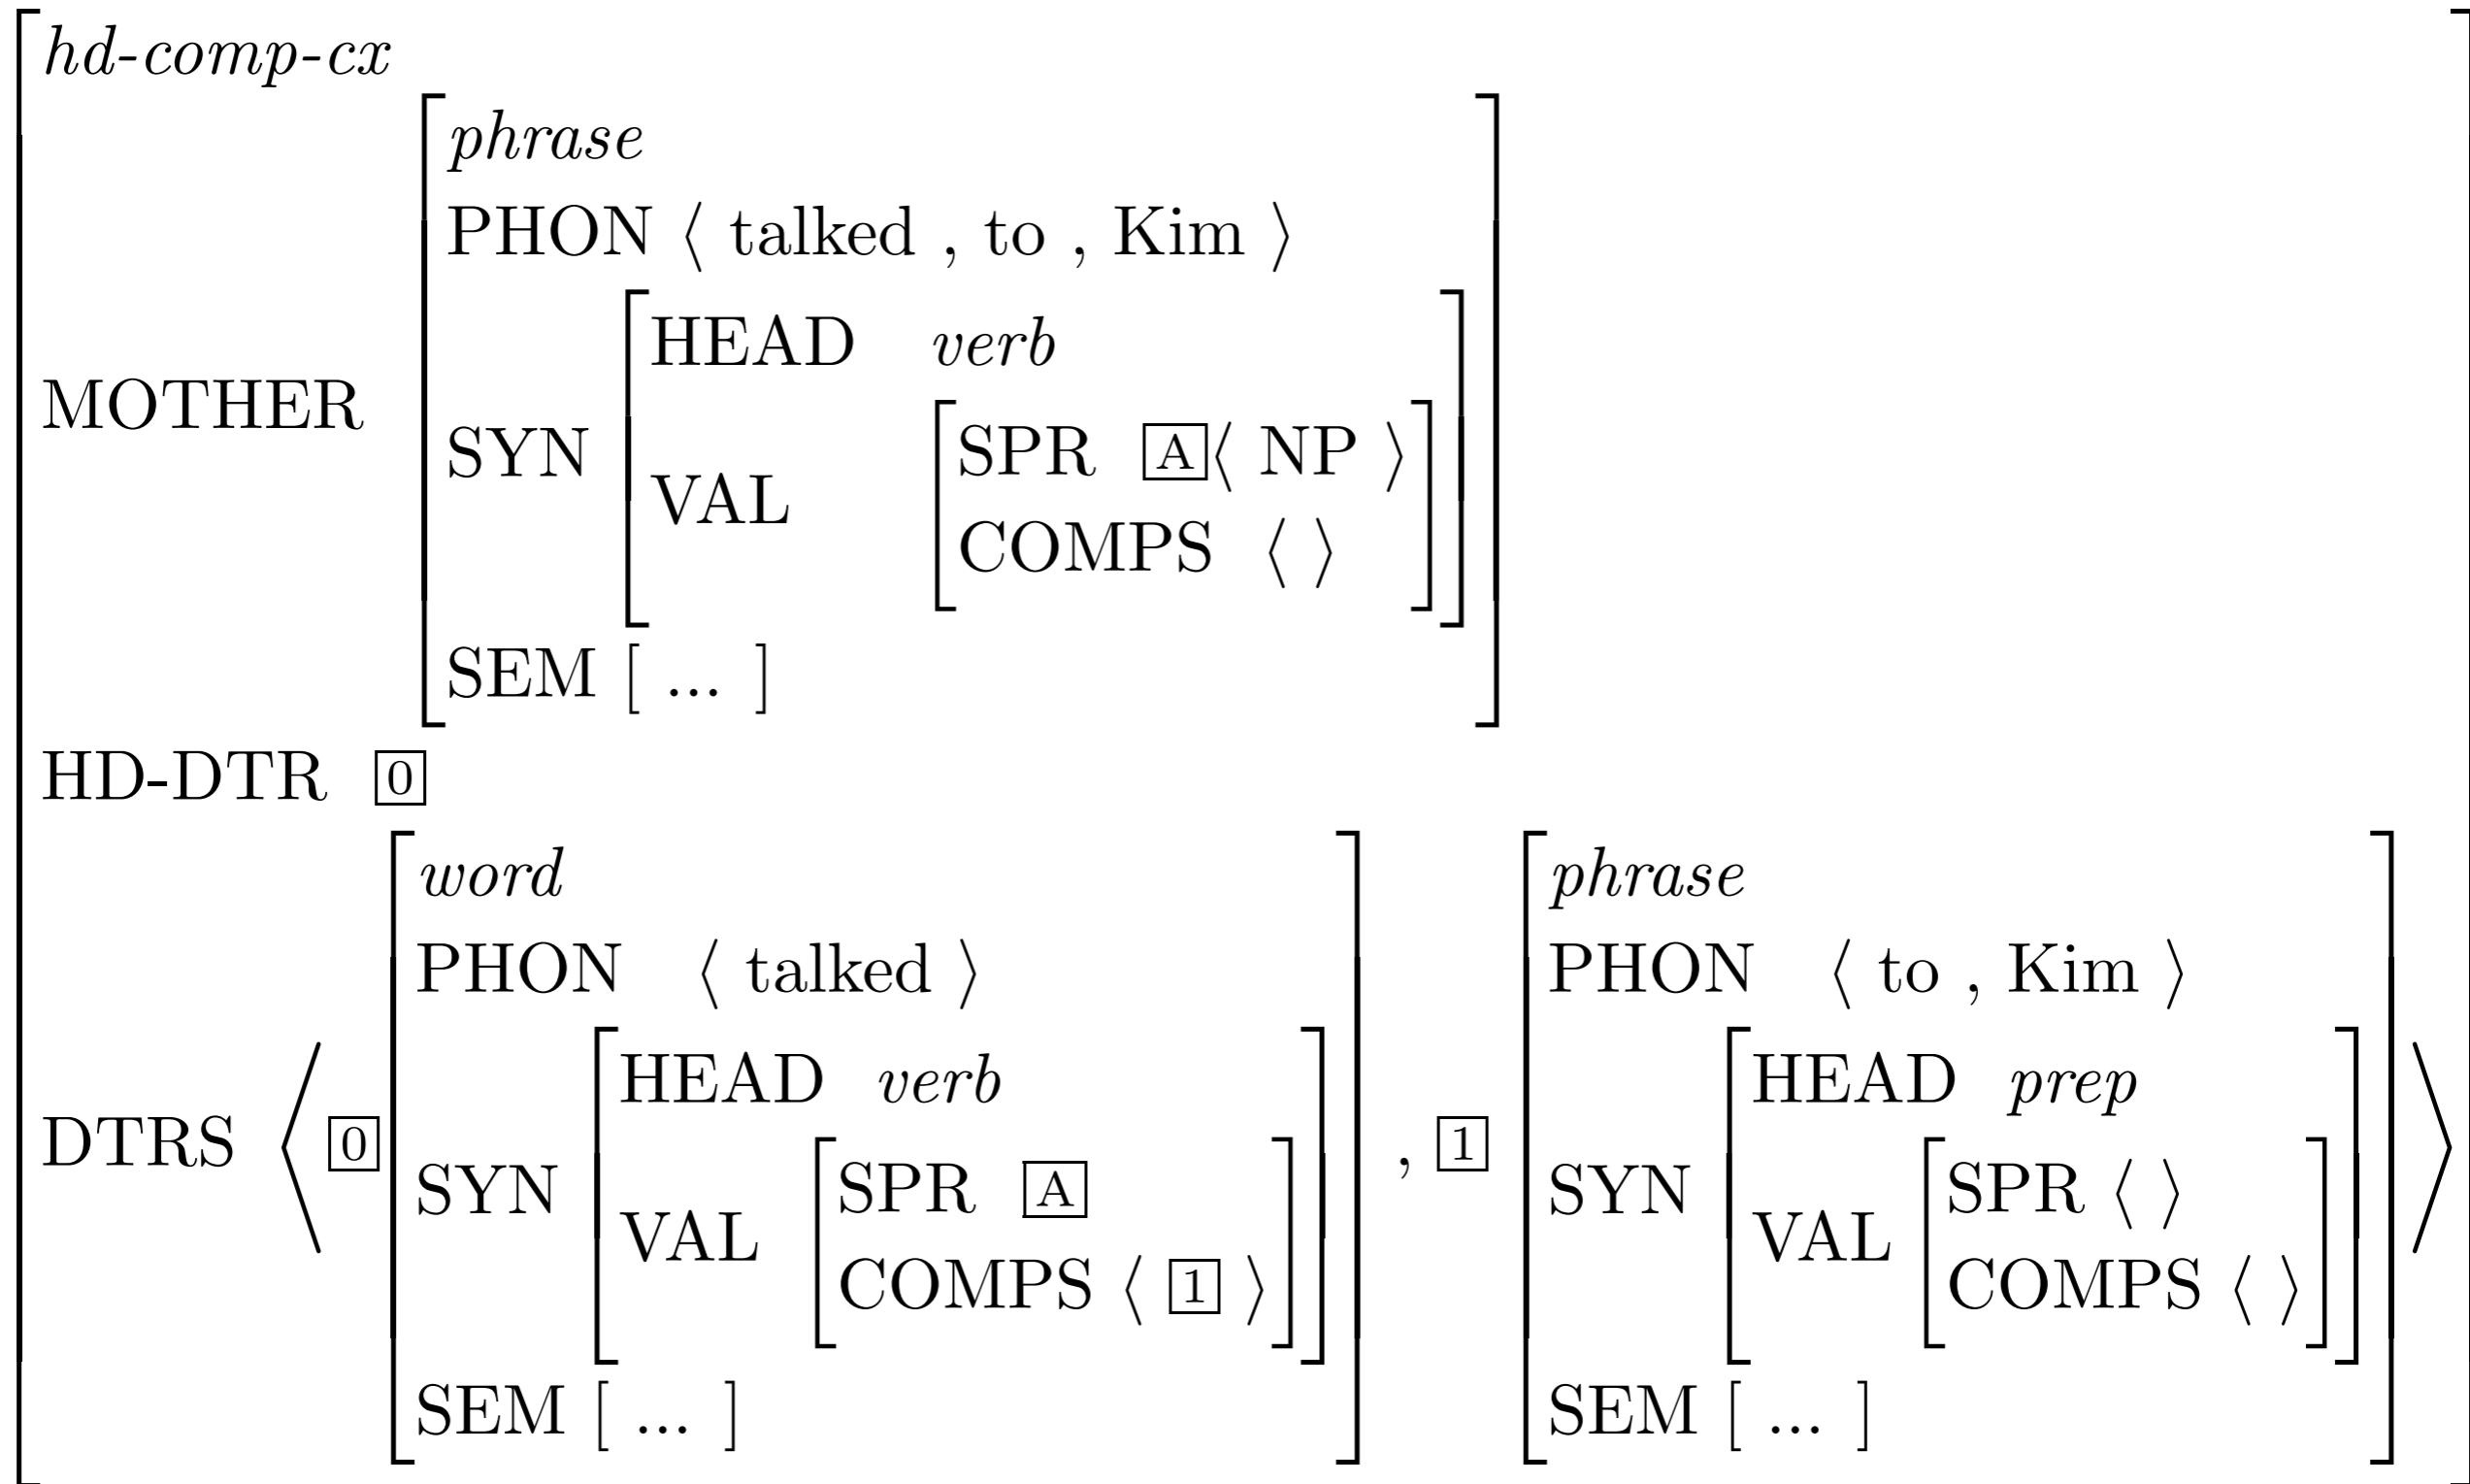 hd-comp-cx
MOTHER
phrase
PHON ⟨ talked , to , Kim ⟩
SYN
HEAD verb
VAL
SPR A⟨ NP ⟩
COMPS ⟨ ⟩
SEM [ ... ]
HD-DTR 0
DTRS ⟨ 0
word
PHON ⟨ talked ⟩
SYN
HEAD verb
VAL
SPR A
COMPS ⟨ 1 ⟩
SEM [ ... ]
, 1
phrase
PHON ⟨ to , Kim ⟩
SYN
HEAD prep
VAL
SPR ⟨ ⟩
COMPS ⟨ ⟩
SEM [ ... ]
⟩